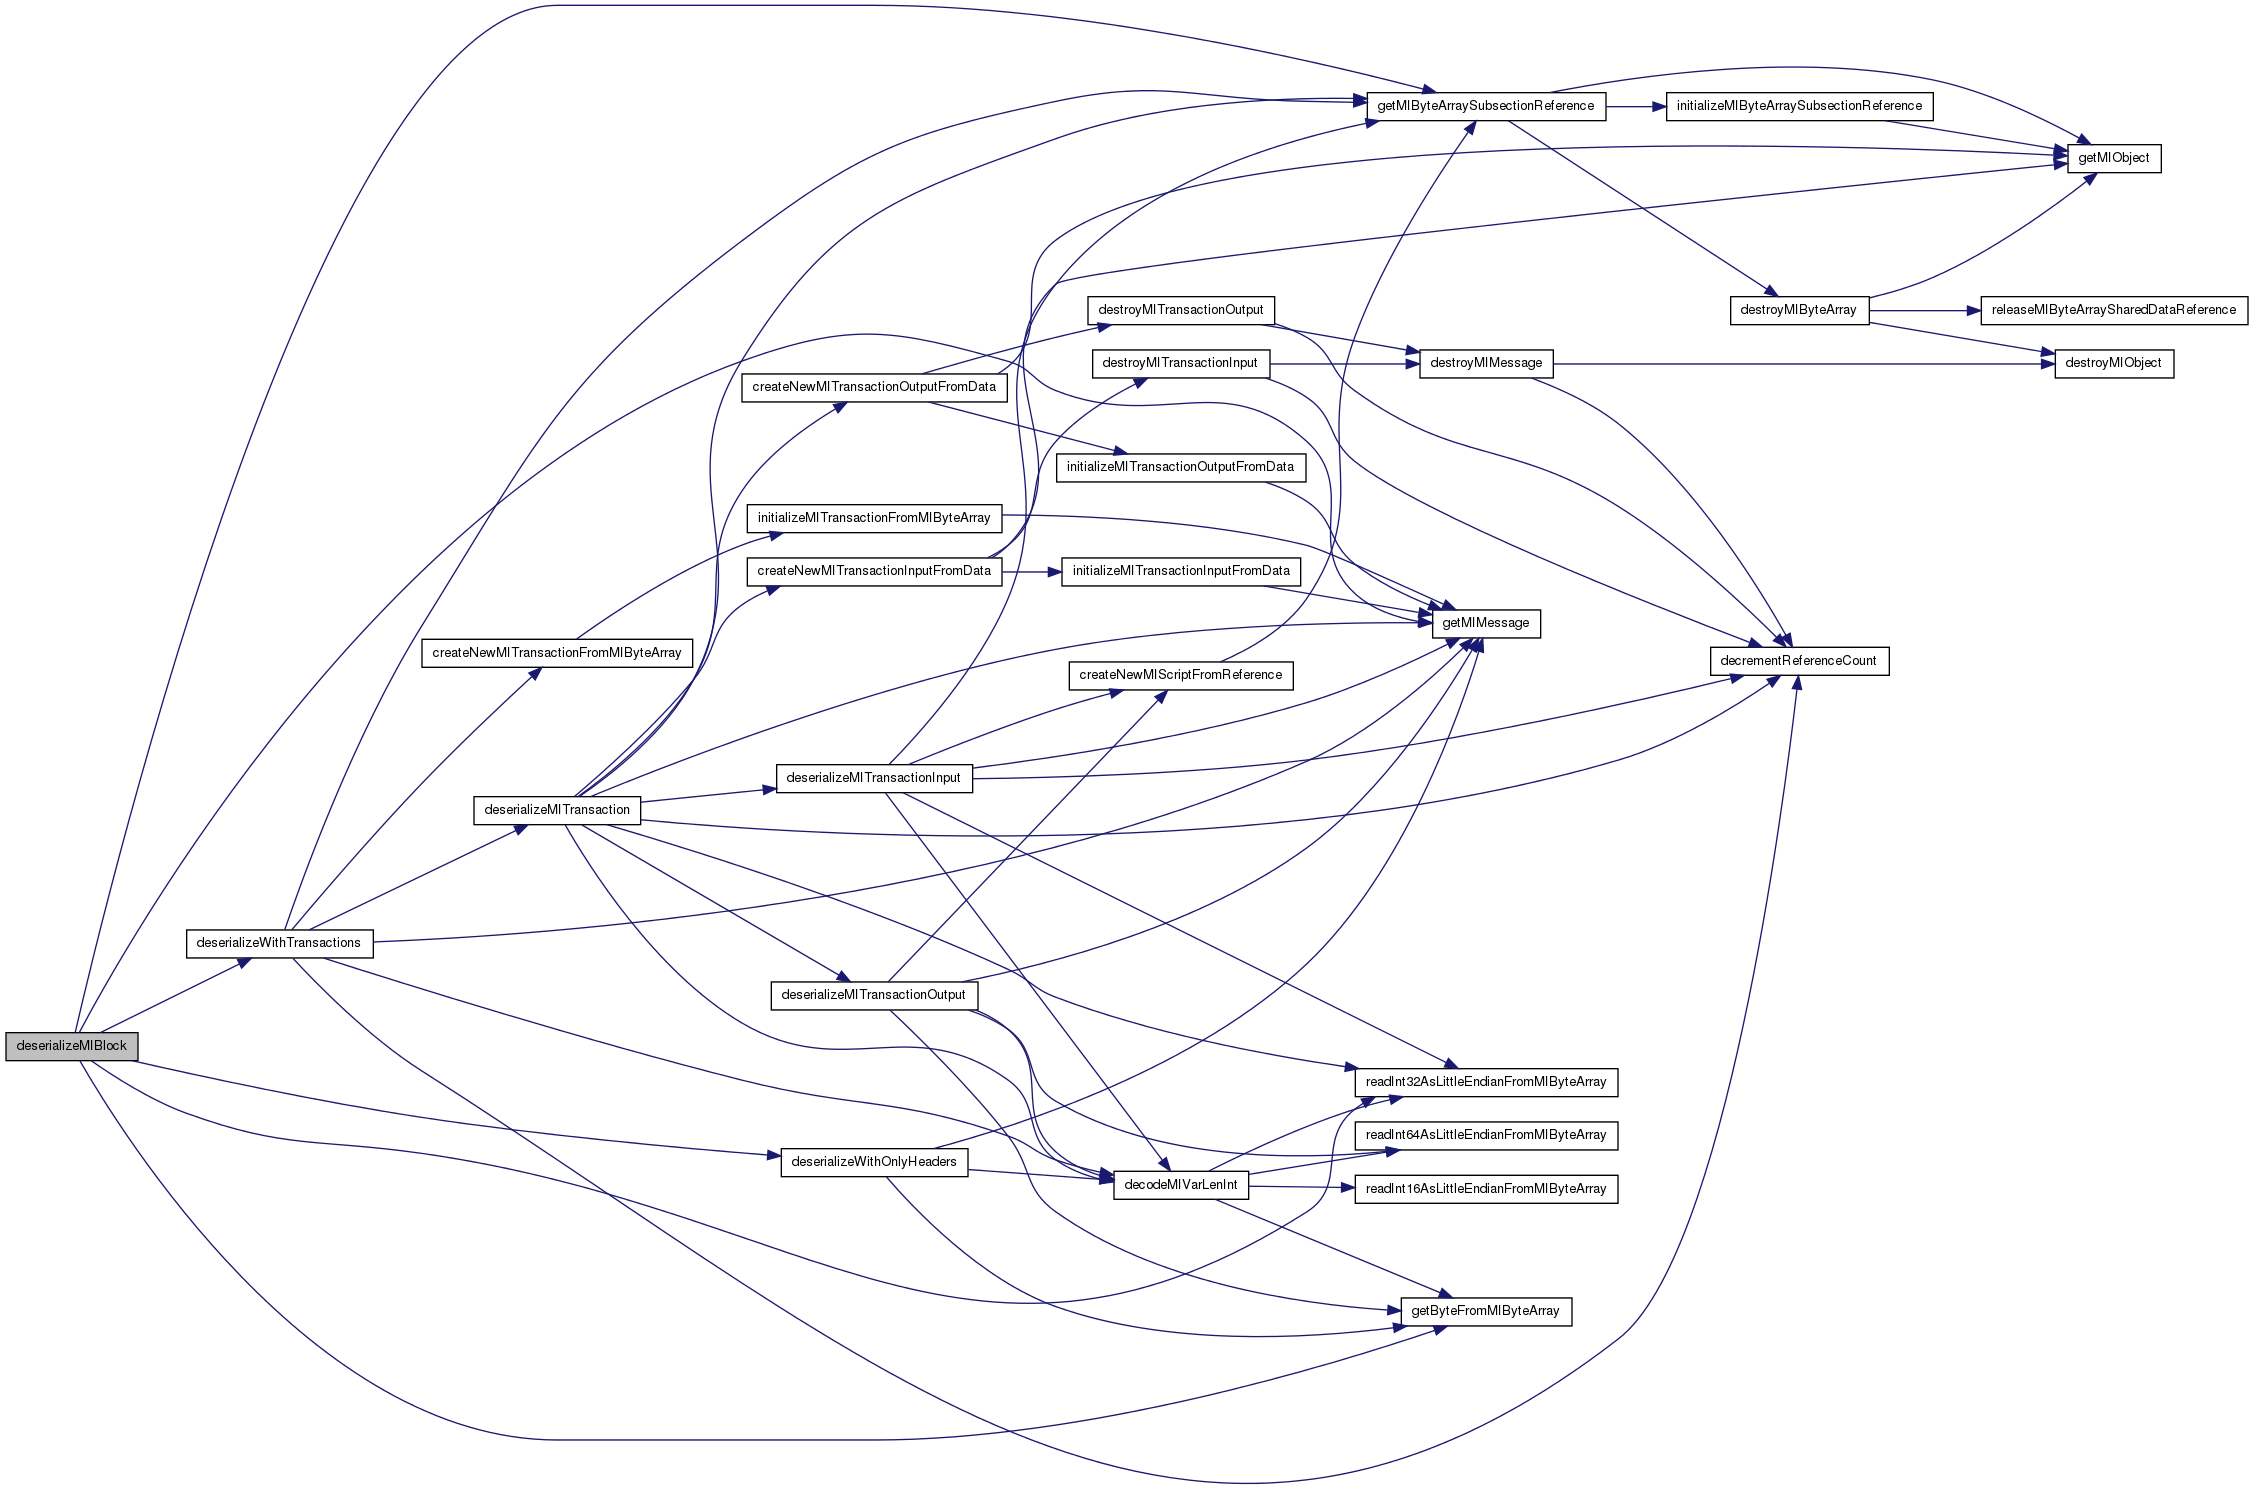 getMIByteArraySubsectionReference
initializeMIByteArraySubsectionReference
getMIObject
destroyMITransactionOutput
destroyMIByteArray
releaseMIByteArraySharedDataReference
destroyMITransactionInput
destroyMIMessage
destroyMIObject
createNewMITransactionOutputFromData
initializeMITransactionOutputFromData
initializeMITransactionFromMIByteArray
createNewMITransactionInputFromData
initializeMITransactionInputFromData
getMIMessage
createNewMITransactionFromMIByteArray
createNewMIScriptFromReference
decrementReferenceCount
deserializeMITransactionInput
deserializeMITransaction
deserializeWithTransactions
deserializeMITransactionOutput
deserializeMIBlock
readInt32AsLittleEndianFromMIByteArray
readInt64AsLittleEndianFromMIByteArray
deserializeWithOnlyHeaders
decodeMIVarLenInt
readInt16AsLittleEndianFromMIByteArray
getByteFromMIByteArray